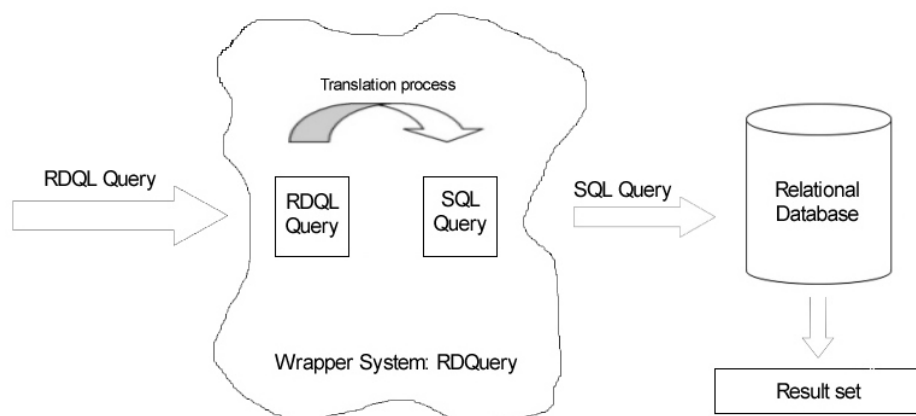 Translation process
RDQL Query
RDQL
Query
SQL
Query
SQL Query
Relational
Database
Wrapper System: RDQuery
Result set